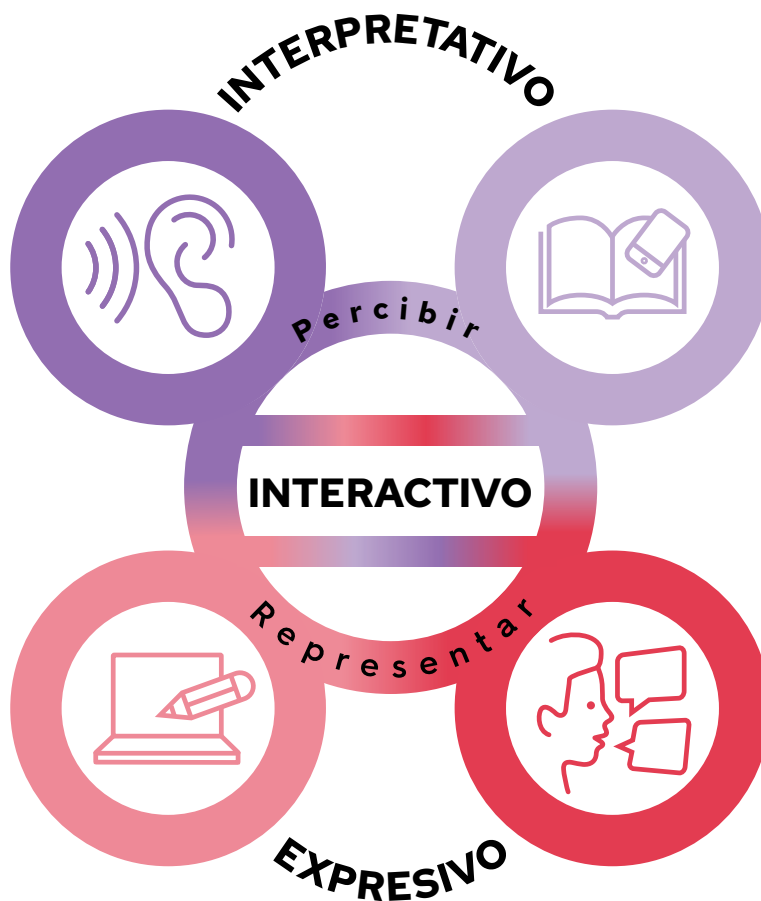 INTERPRETATIVO
Percibir
INTERACTIVO
Representar
EXPRESIVO